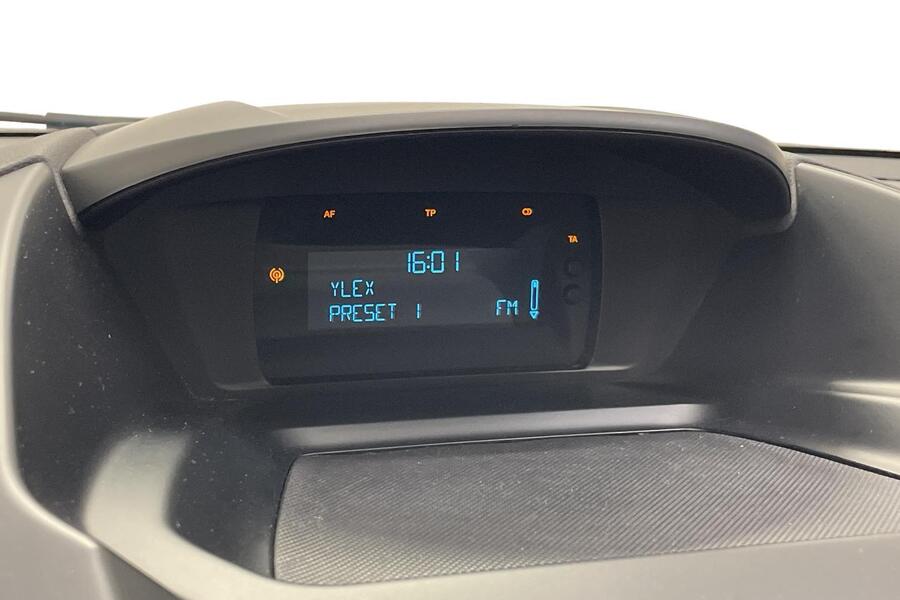 AF TP
TA
16:01
YLEX
PRESET 1 FM